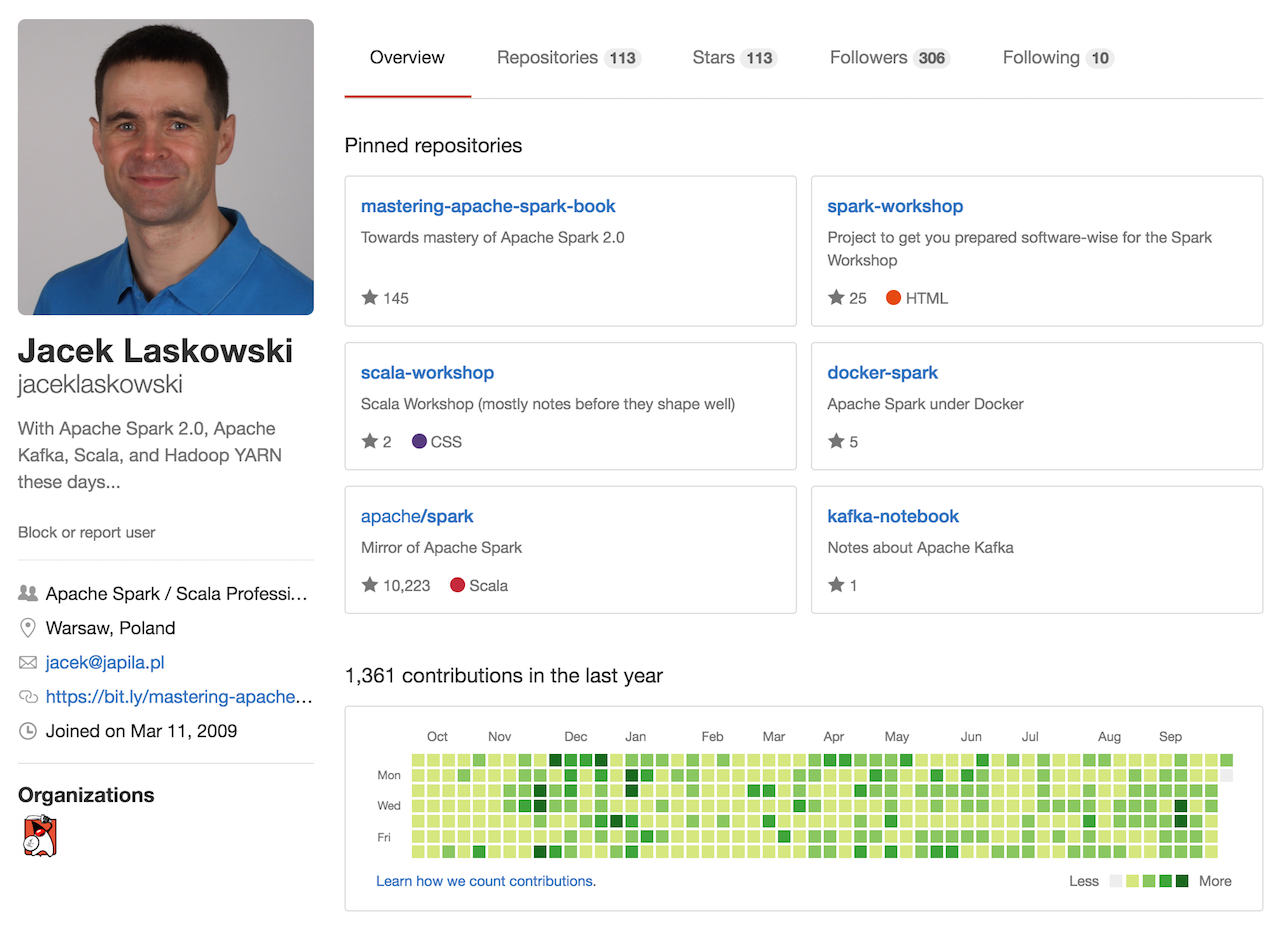 Overview
Repositories 113
Stars 113
Followers 306
Following 10
Jacek Laskowski
jaceklaskowski
With Apache Spark 2.0, Apache
Kafka, Scala, and Hadoop YARN
these days...
Block or report user
Apache Spark / Scala Professi...
Warsaw, Poland
jacek@japila.pl
https://bit.ly/mastering-apache...
Joined on Mar 11, 2009
Organizations
Pinned repositories
mastering-apache-spark-book
Towards mastery of Apache Spark 2.0
145
spark-workshop
Project to get you prepared software-wise for the Spark
Workshop
25 HTML
scala-workshop
Scala Workshop (mostly notes before they shape well)
2 CSS
docker-spark
Apache Spark under Docker
5
apache/spark
Mirror of Apache Spark
10,223 Scala
kafka-notebook
Notes about Apache Kafka
1
1,361 contributions in the last year
Oct Nov Dec Jan Feb Mar Apr May Jun Jul Aug Sep
Mon
Wed
Fri
Learn how we count contributions.
Less More